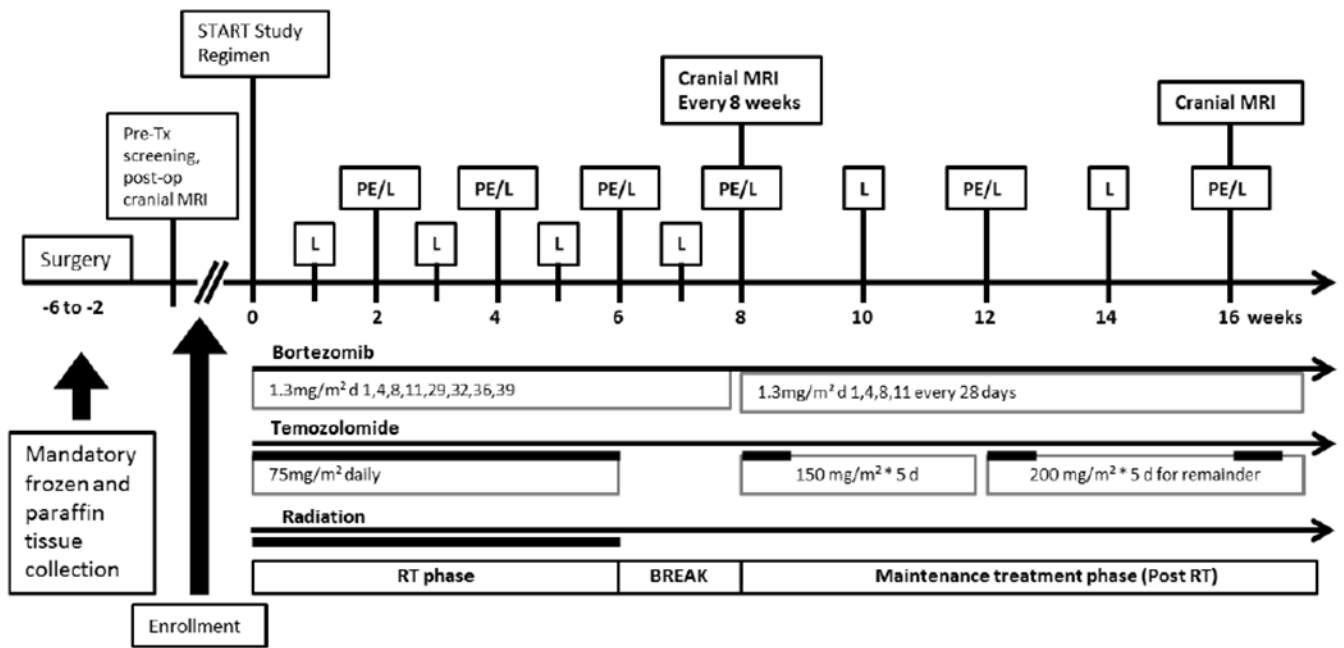 START Study
Regimen
Pre-Tx
screening,
post-op
cranial MRI
Cranial MRI
Every 8 weeks
Cranial MRI
PE/L
PE/L
PE/L
PE/L
L
PE/L
L
PE/L
L
L
L
L
Surgery
-6 to -2
0 2 4 6 8 10 12 14 16 weeks
Bortezomib
1.3mg/m² d 1,4,8,11,29,32,36,39
1.3mg/m² d 1,4,8,11 every 28 days
Temozolomide
75mg/m² daily
150 mg/m² * 5 d
200 mg/m² * 5 d for remainder
Radiation
RT phase
BREAK
Maintenance treatment phase (Post RT)
Mandatory
frozen and
paraffin
tissue
collection
Enrollment